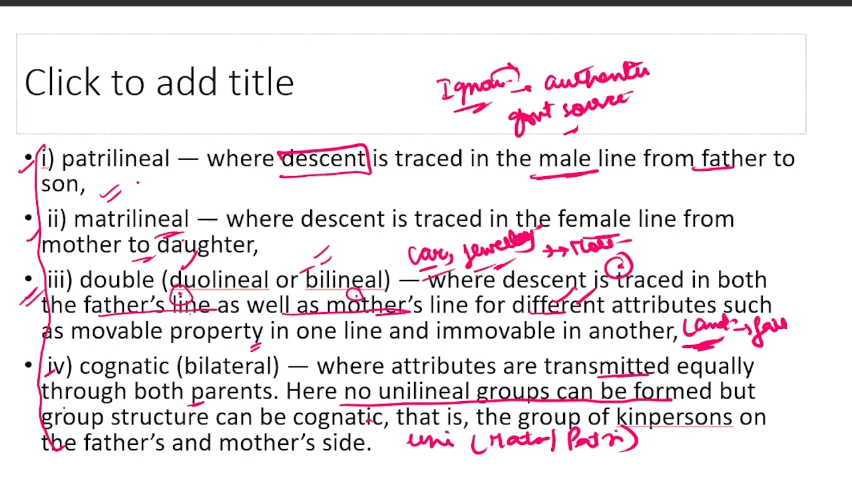 Click to add title
Ignou → authentic
govt source
• i) patrilineal — where descent is traced in the male line from father to
son,
• ii) matrilineal — where descent is traced in the female line from
mother to daughter,
car, jewellery →
• iii) double (duolineal or bilineal) — where descent is traced in both
the father's line as well as mother's line for different attributes such
as movable property in one line and immovable in another,
Land →
• iv) cognatic (bilateral) — where attributes are transmitted equally
through both parents. Here no unilineal groups can be formed but
group structure can be cognatic, that is, the group of kinpersons on
the father's and mother's side.
uni (Matri/Patri)